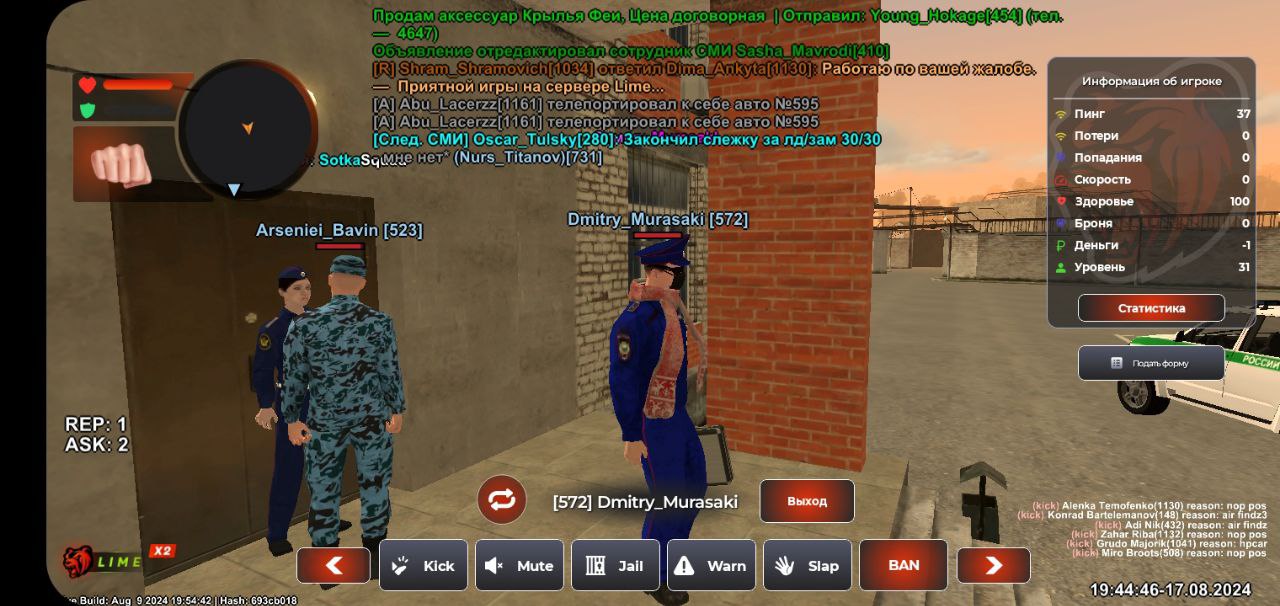 Продам аксессуар Крылья Феи, Цена договорная | Отправил: Young_Hokage[454] (тел.
— 4647)
Объявление отредактировал сотрудник СМИ Sasha_Mavrodi[410]
[R] Shram_Shramovich[1034] ответил Dima_Ankyta[1130]: Работаю по вашей жалобе.
— Приятной игры на сервере Lime...
[A] Abu_Lacerzz[1161] телепортировал к себе авто №595
[A] Abu_Lacerzz[1161] телепортировал к себе авто №595
[След. СМИ] Oscar_Tulsky[280]: Закончил слежку за лд/зам 30/30
мне нет* (Nurs_Titanov)[731]
: SotkaSquad
Информация об игроке
Пинг 37
Потери 0
Попадания 0
Скорость 0
Здоровье 100
Броня 0
Деньги -1
Уровень 31
Статистика
Подать форму
Dmitry_Murasaki [572]
Arseniei_Bavin [523]
РОССИИ
REP: 1
ASK: 2
[572] Dmitry_Murasaki
Выход
(kick) Alenka Temofenko(1130) reason: nop pos
(kick) Konrad Bartelemanov(148) reason: air findz3
(kick) Adi Nik(432) reason: air findz
(kick) Zahar Riba(1132) reason: nop pos
(kick) Grudo Majorik(1041) reason: hpcar
(kick) Miro Broots(508) reason: nop pos
LIME X2
Kick
Mute
Jail
Warn
Slap
BAN
19:44:46-17.08.2024
Build: Aug 9 2024 19:54:42 | Hash: 693cb018